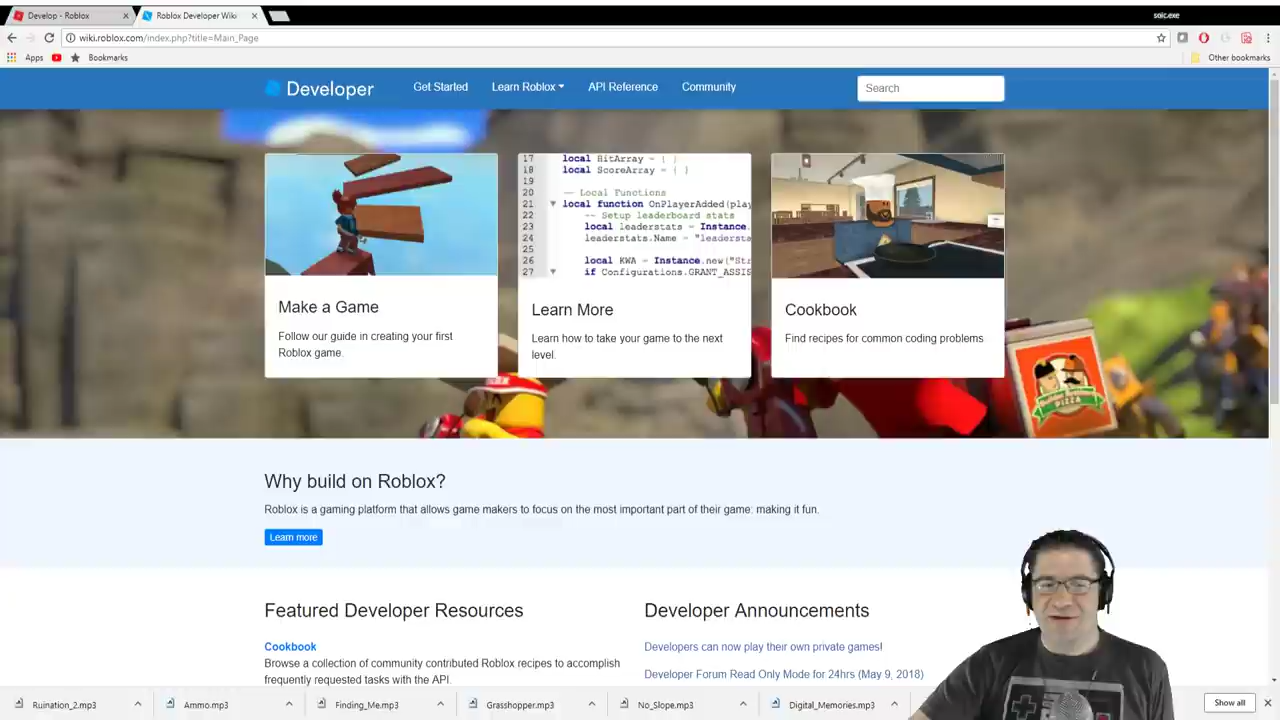 Develop - Roblox
Roblox Developer Wiki
wiki.roblox.com/index.php?title=Main_Page
Apps
Bookmarks
Other bookmarks
Developer
Get Started
Learn Roblox
API Reference
Community
Search
17 local HitArray = { }
18 local ScoreArray = { }
19
20 -- Local Functions
21 local function OnPlayerAdded(play
22 -- Setup leaderboard stats
23 local leaderstats = Instance.
24 leaderstats.Name = "leadersta
25
26 local KWA = Instance.new("Str
27 if Configurations.GRANT_ASSIS
Make a Game
Follow our guide in creating your first
Roblox game.
Learn More
Learn how to take your game to the next
level.
Cookbook
Find recipes for common coding problems
PIZZA
Why build on Roblox?
Roblox is a gaming platform that allows game makers to focus on the most important part of their game: making it fun.
Learn more
Featured Developer Resources
Cookbook
Browse a collection of community contributed Roblox recipes to accomplish
frequently requested tasks with the API.
Developer Announcements
Developers can now play their own private games!
Developer Forum Read Only Mode for 24hrs (May 9, 2018)
Ruination_2.mp3
Ammo.mp3
Finding_Me.mp3
Grasshopper.mp3
No_Slope.mp3
Digital_Memories.mp3
Show all